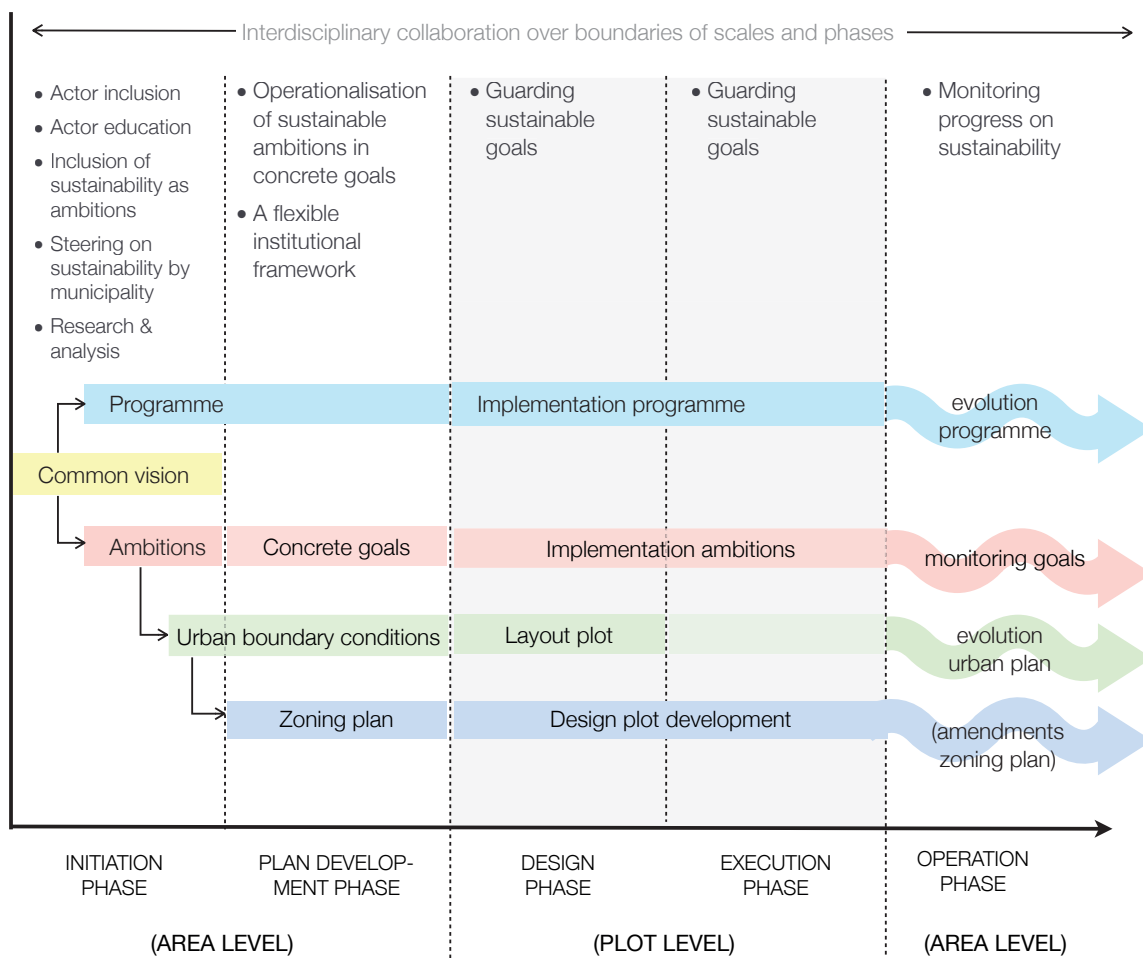 Interdisciplinary collaboration over boundaries of scales and phases
• Actor inclusion
• Actor education
• Inclusion of
sustainability as
ambitions
• Steering on
sustainability by
municipality
• Research &
analysis
• Operationalisation
of sustainable
ambitions in
concrete goals
• A flexible
institutional
framework
• Guarding
sustainable
goals
• Guarding
sustainable
goals
• Monitoring
progress on
sustainability
Programme
Implementation programme
evolution
programme
Common vision
Ambitions
Concrete goals
Implementation ambitions
monitoring goals
Urban boundary conditions
Layout plot
evolution
urban plan
Zoning plan
Design plot development
(amendments
zoning plan)
INITIATION
PHASE
PLAN DEVELOP-
MENT PHASE
DESIGN
PHASE
EXECUTION
PHASE
OPERATION
PHASE
(AREA LEVEL)
(PLOT LEVEL)
(AREA LEVEL)